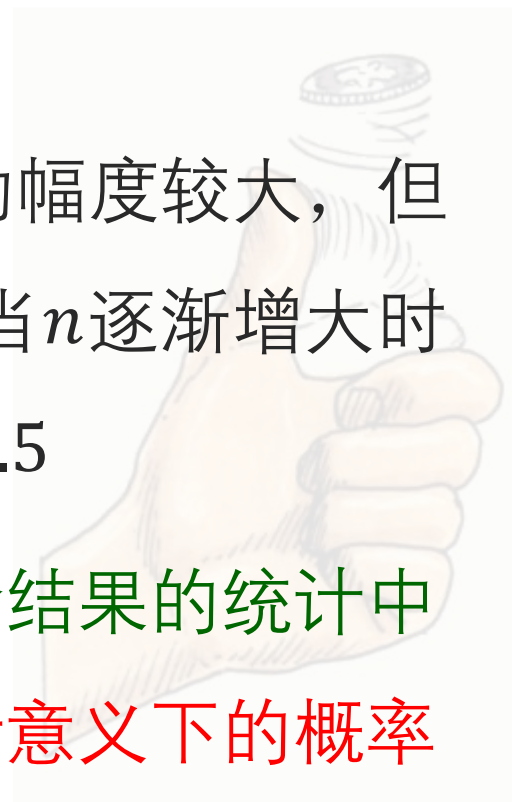 幅度较大，但
当n逐渐增大时
.5
结果的统计中
意义下的概率